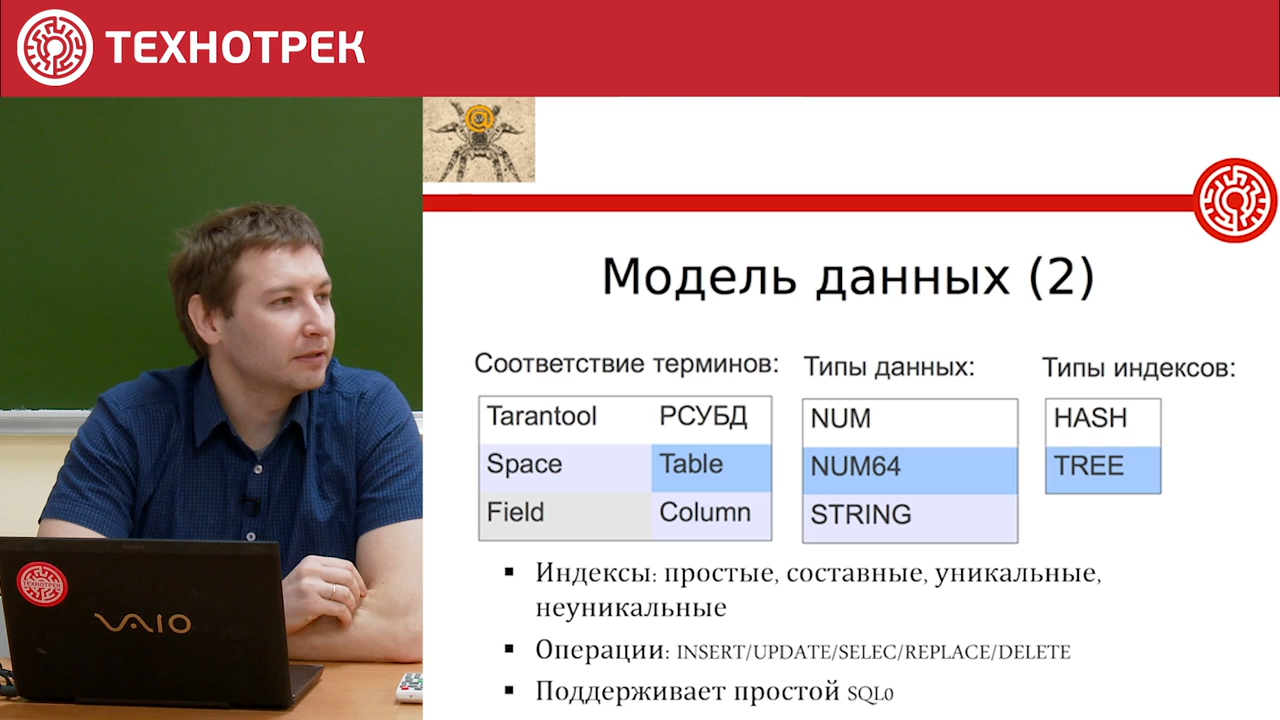 ТЕХНОТРЕК
Модель данных (2)
Соответствие терминов:
Tarantool РСУБД
Space Table
Field Column
Типы данных:
NUM
NUM64
STRING
Типы индексов:
HASH
TREE
▪ Индексы: простые, составные, уникальные,
неуникальные
▪ Операции: INSERT/UPDATE/SELEC/REPLACE/DELETE
▪ Поддерживает простой SQL0
ТЕХНОТРЕК
VAIO